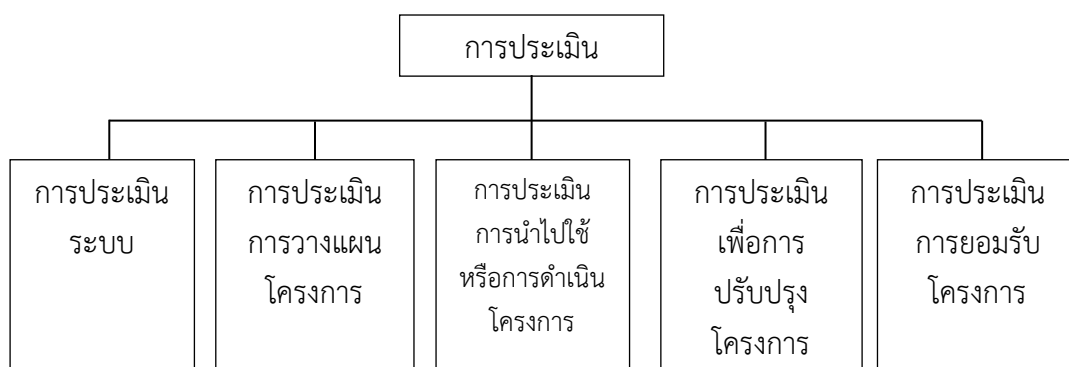 การประเมิน
การประเมิน
ระบบ
การประเมิน
การวางแผน
โครงการ
การประเมิน
การนำไปใช้
หรือการดำเนิน
โครงการ
การประเมิน
เพื่อการ
ปรับปรุง
โครงการ
การประเมิน
การยอมรับ
โครงการ